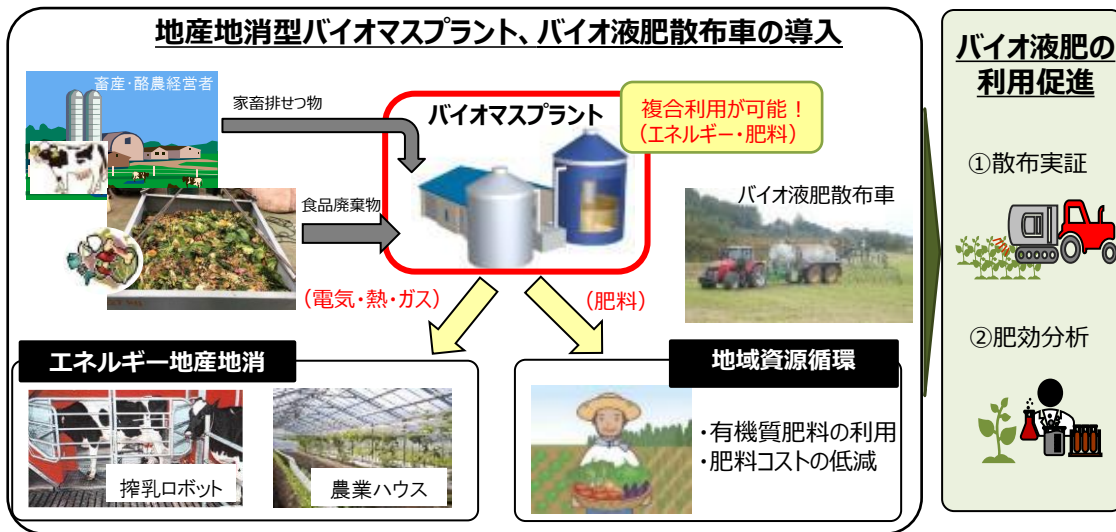 地産地消型バイオマスプラント、バイオ液肥散布車の導入
畜産・酪農経営者
家畜排せつ物
バイオマスプラント
複合利用が可能！
（エネルギー・肥料）
食品廃棄物
バイオ液肥散布車
（電気・熱・ガス）
（肥料）
エネルギー地産地消
搾乳ロボット
農業ハウス
地域資源循環
・有機質肥料の利用
・肥料コストの低減
バイオ液肥の
利用促進
①散布実証
②肥効分析